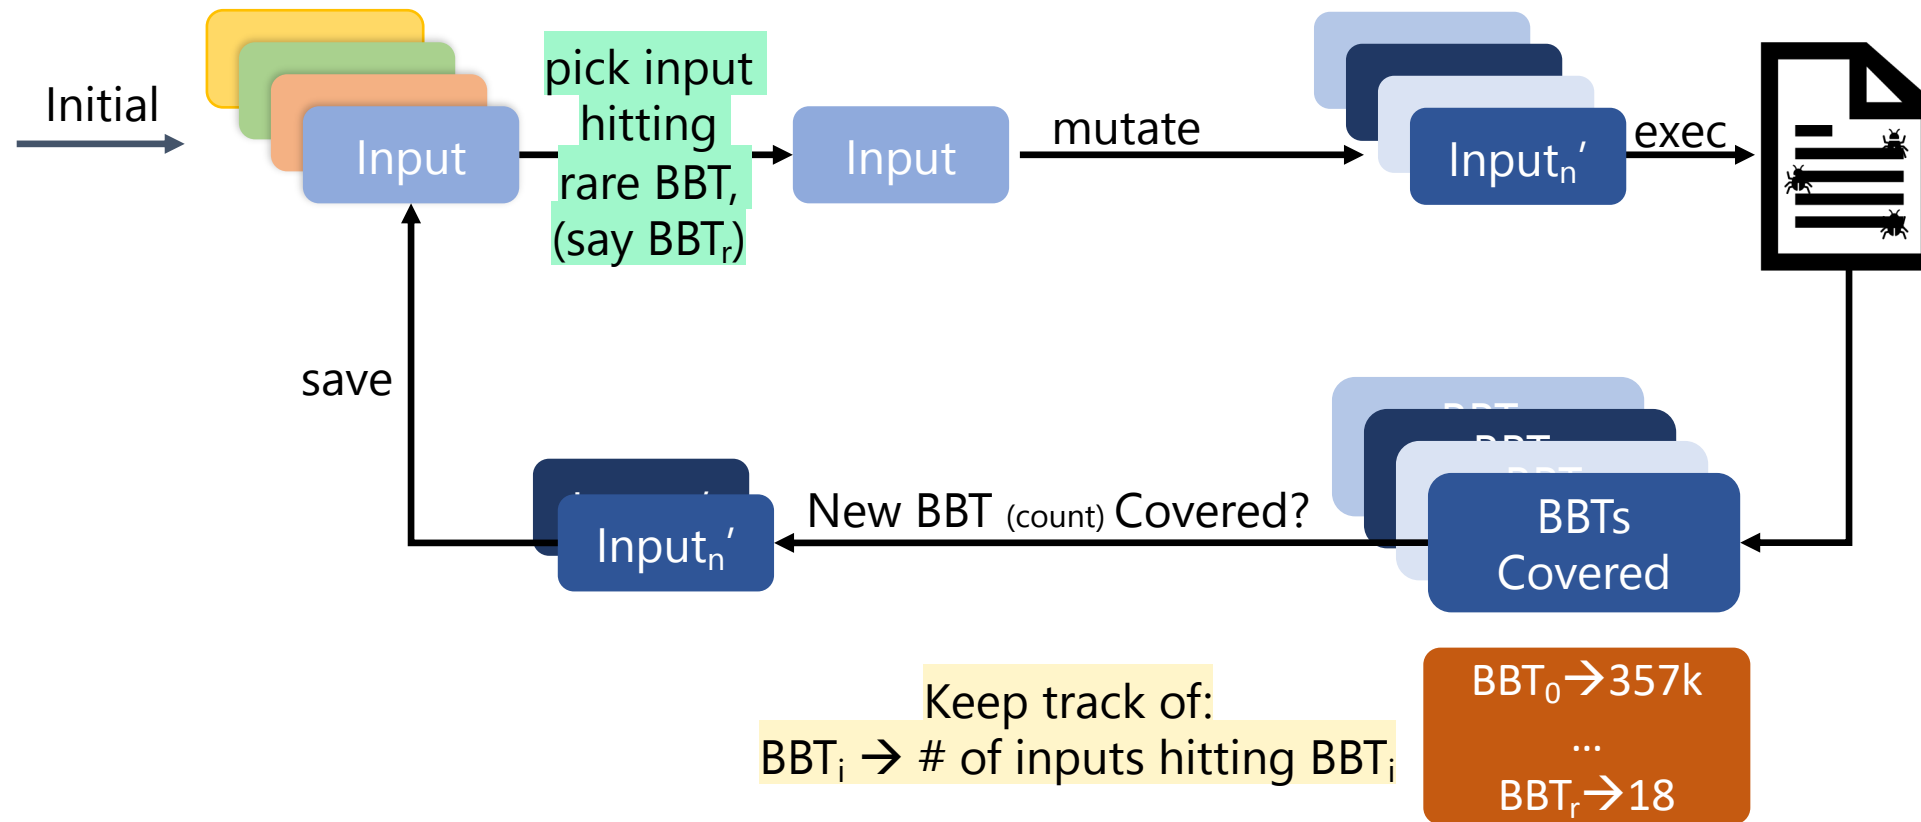 Initial
Input
pick input
hitting
rare BBT,
(say BBTᵣ)
Input
mutate
Inputₙ′
exec
save
Inputₙ′
New BBT (count) Covered?
BBTs
Covered
Keep track of:
BBTᵢ → # of inputs hitting BBTᵢ
BBT₀→357k
...
BBTᵣ→18